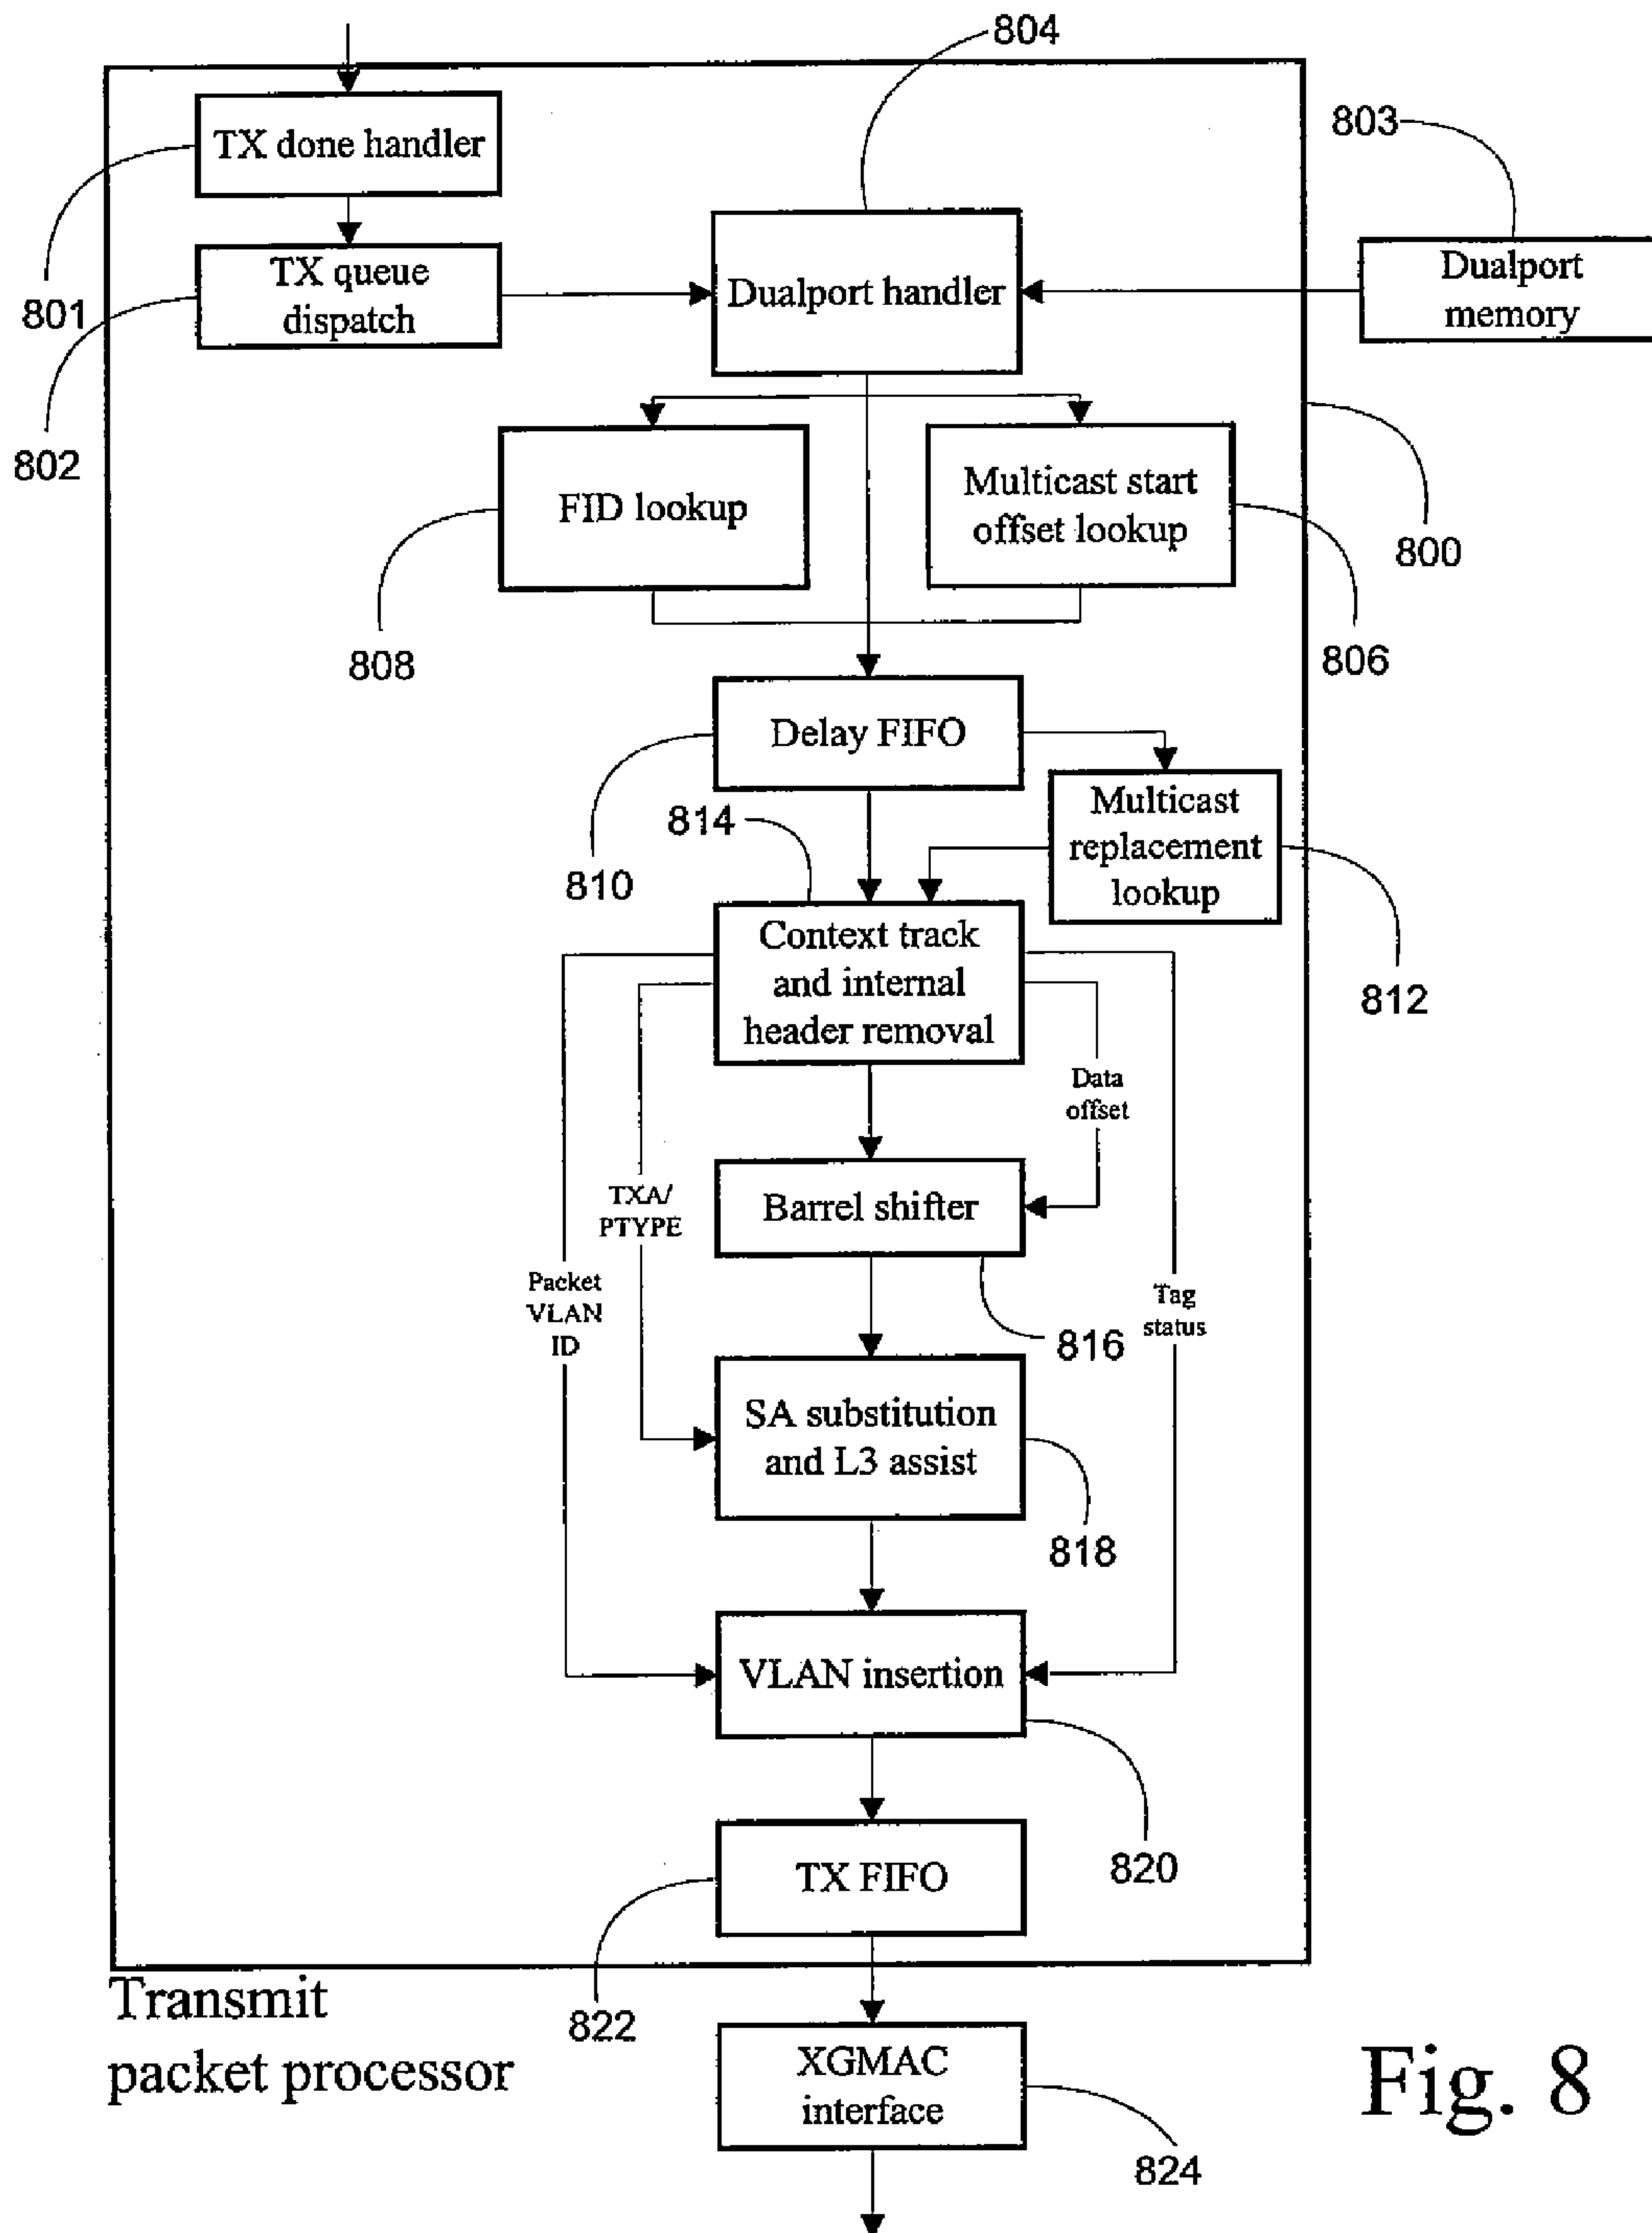 804
803
TX done handler
TX queue
dispatch
801
802
Dualport handler
Dualport
memory
FID lookup
Multicast start
offset lookup
800
808
806
Delay FIFO
814
810
Multicast
replacement
lookup
812
Context track
and internal
header removal
Data
offset
TXA/
PTYPE
Barrel shifter
Packet
VLAN
ID
Tag
status
816
SA substitution
and L3 assist
818
VLAN insertion
820
TX FIFO
822
Transmit
packet processor
XGMAC
interface
824
Fig. 8